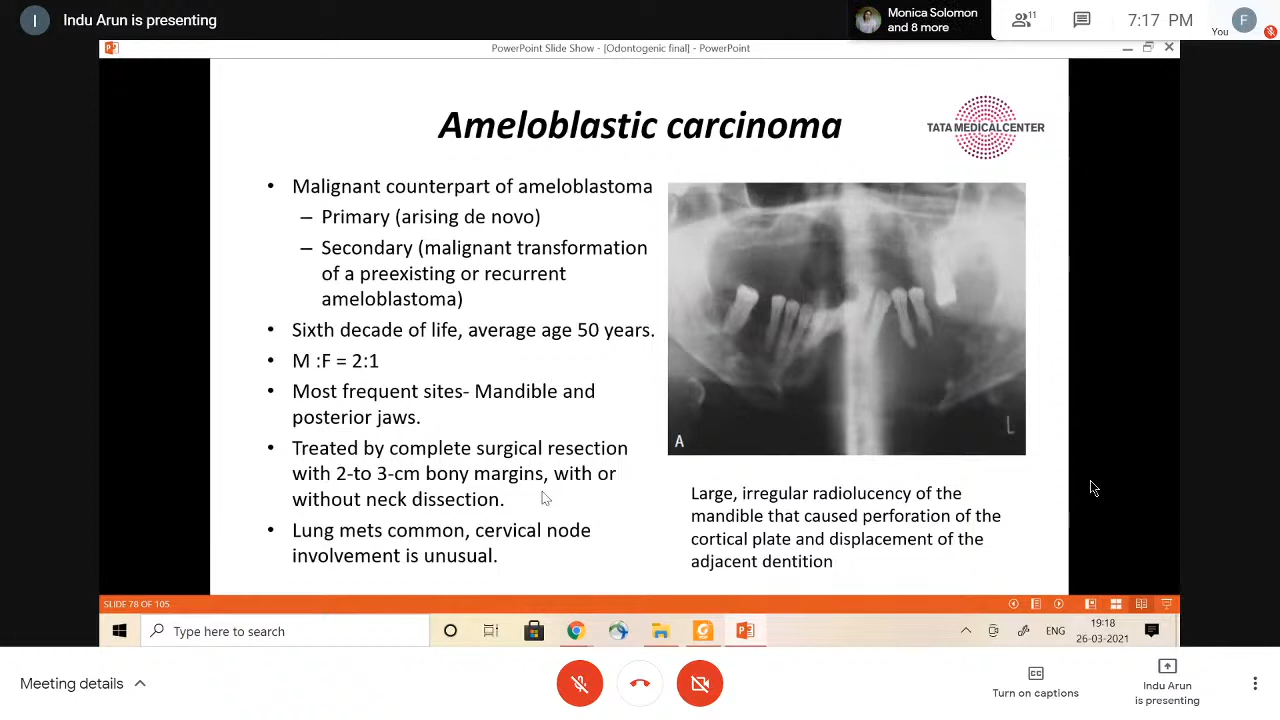 I
Indu Arun is presenting
Monica Solomon
and 8 more
11
7:17 PM
F
You
PowerPoint Slide Show - [Odontogenic final] - PowerPoint
Ameloblastic carcinoma
TATA MEDICAL CENTER
• Malignant counterpart of ameloblastoma
– Primary (arising de novo)
– Secondary (malignant transformation
of a preexisting or recurrent
ameloblastoma)
• Sixth decade of life, average age 50 years.
• M :F = 2:1
• Most frequent sites- Mandible and
posterior jaws.
• Treated by complete surgical resection
with 2-to 3-cm bony margins, with or
without neck dissection.
• Lung mets common, cervical node
involvement is unusual.
A
L
Large, irregular radiolucency of the
mandible that caused perforation of the
cortical plate and displacement of the
adjacent dentition
SLIDE 78 OF 105
Type here to search
ENG
19:18
26-03-2021
Meeting details
CC
Turn on captions
Indu Arun
is presenting